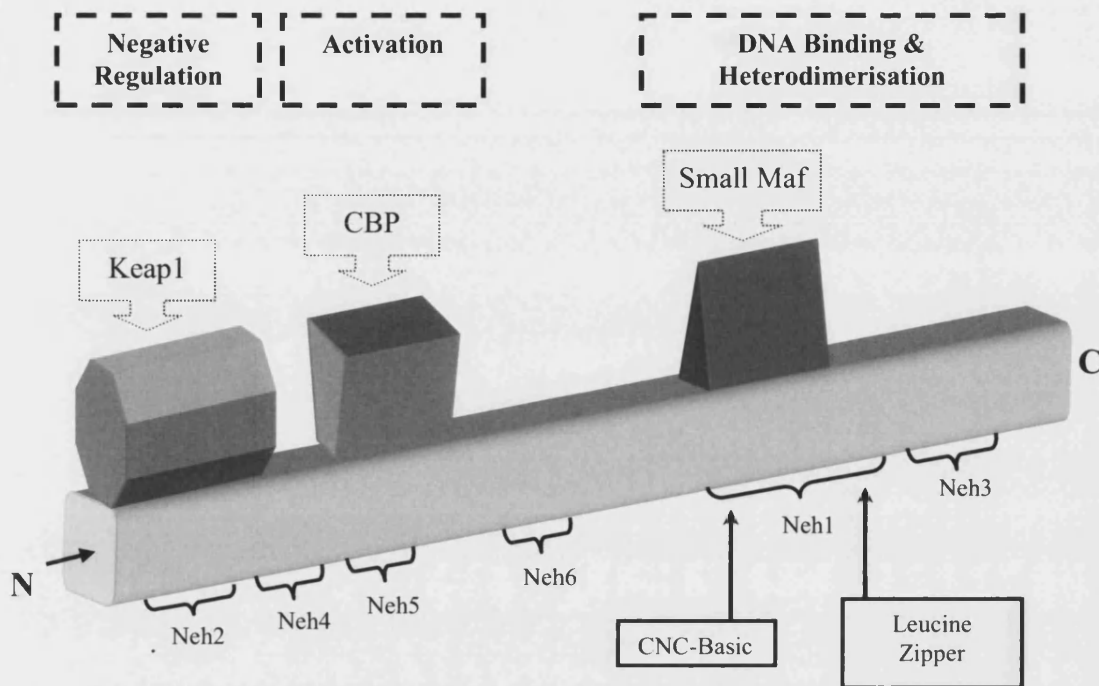 Negative
Regulation
Activation
DNA Binding &
Heterodimerisation
Small Maf
CBP
Keap1
C
N
Neh2
Neh4
Neh5
Neh6
Neh1
Neh3
CNC-Basic
Leucine
Zipper